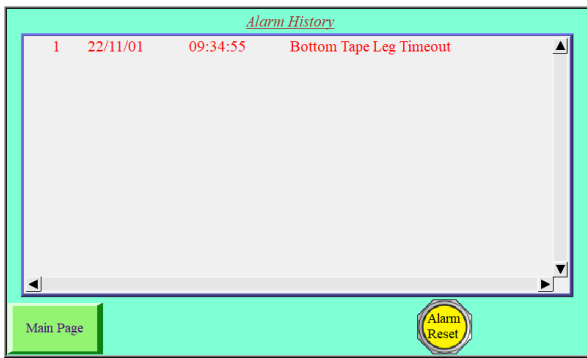 Alarm History
1 22/11/01 09:34:55 Bottom Tape Leg Timeout
Main Page
Alarm
Reset